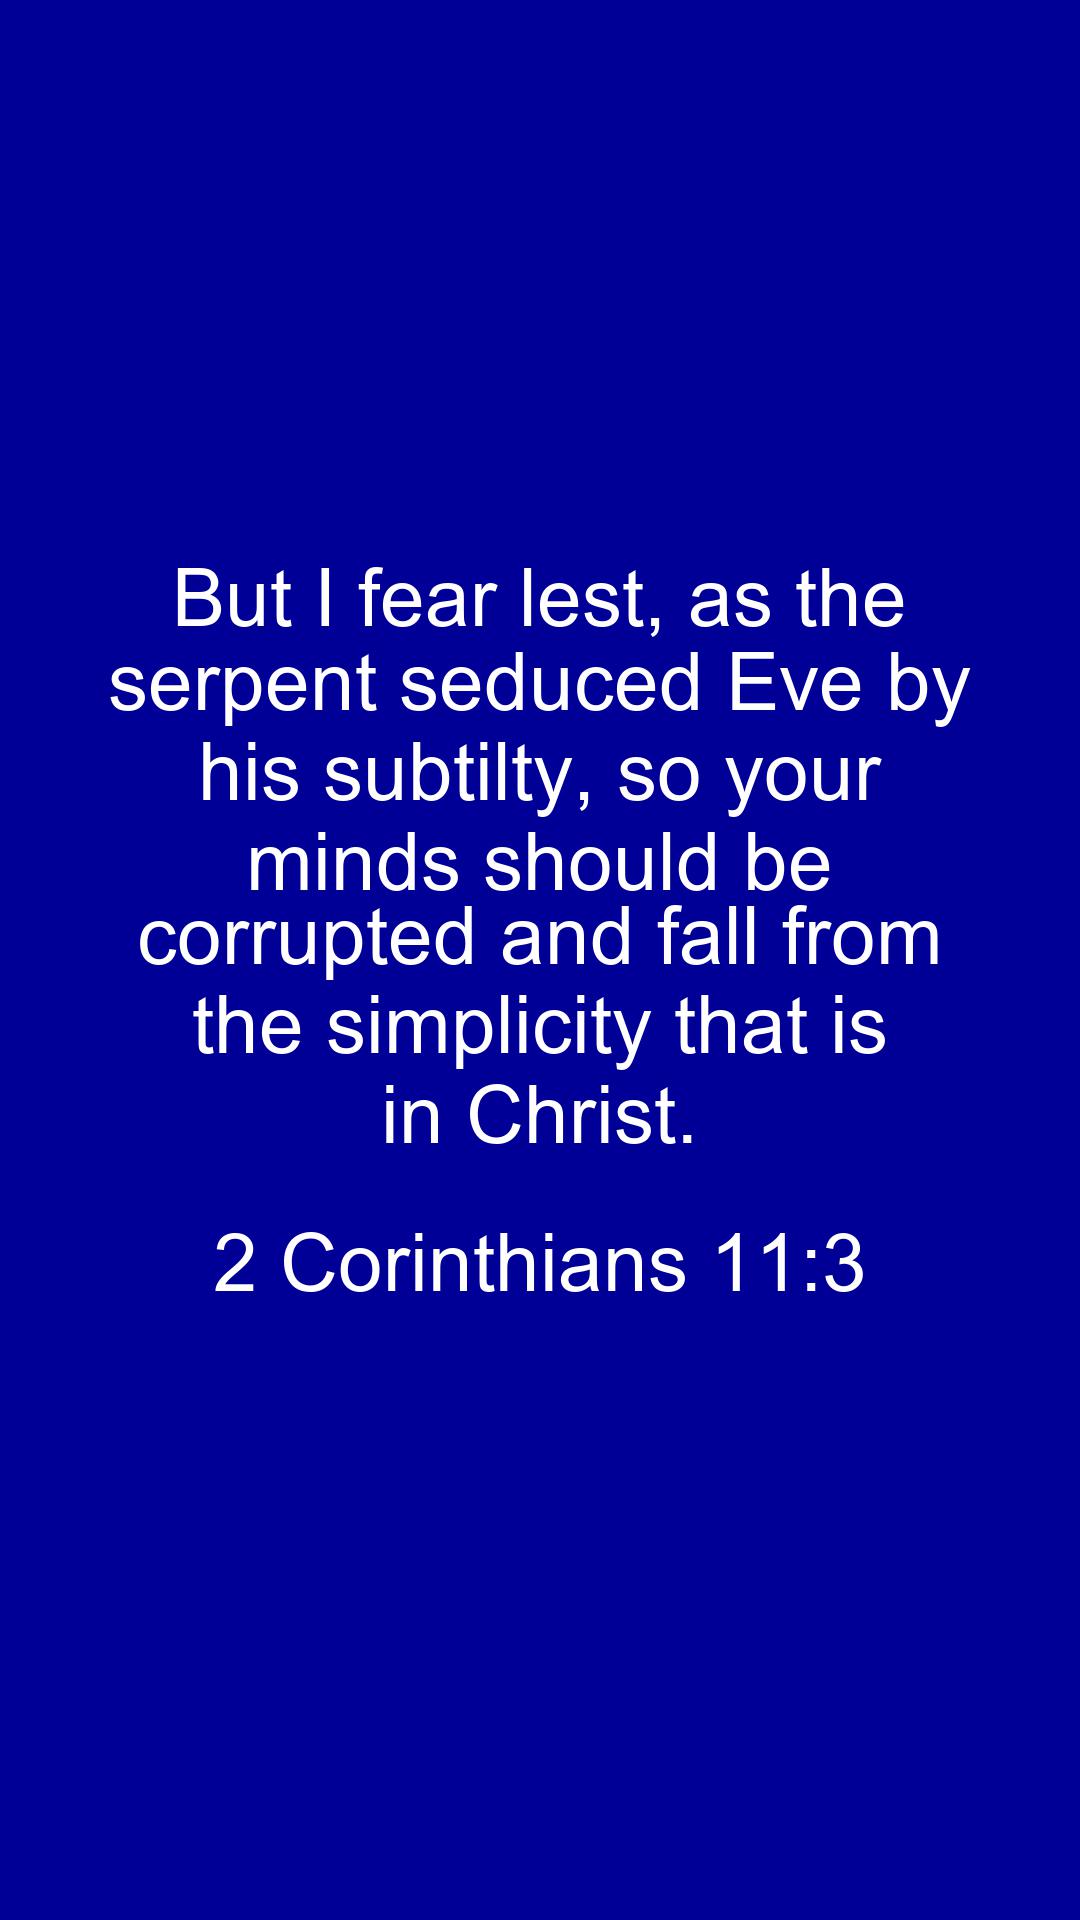 But I fear lest, as the
serpent seduced Eve by
his subtilty, so your
minds should be
corrupted and fall from
the simplicity that is
in Christ.
2 Corinthians 11:3